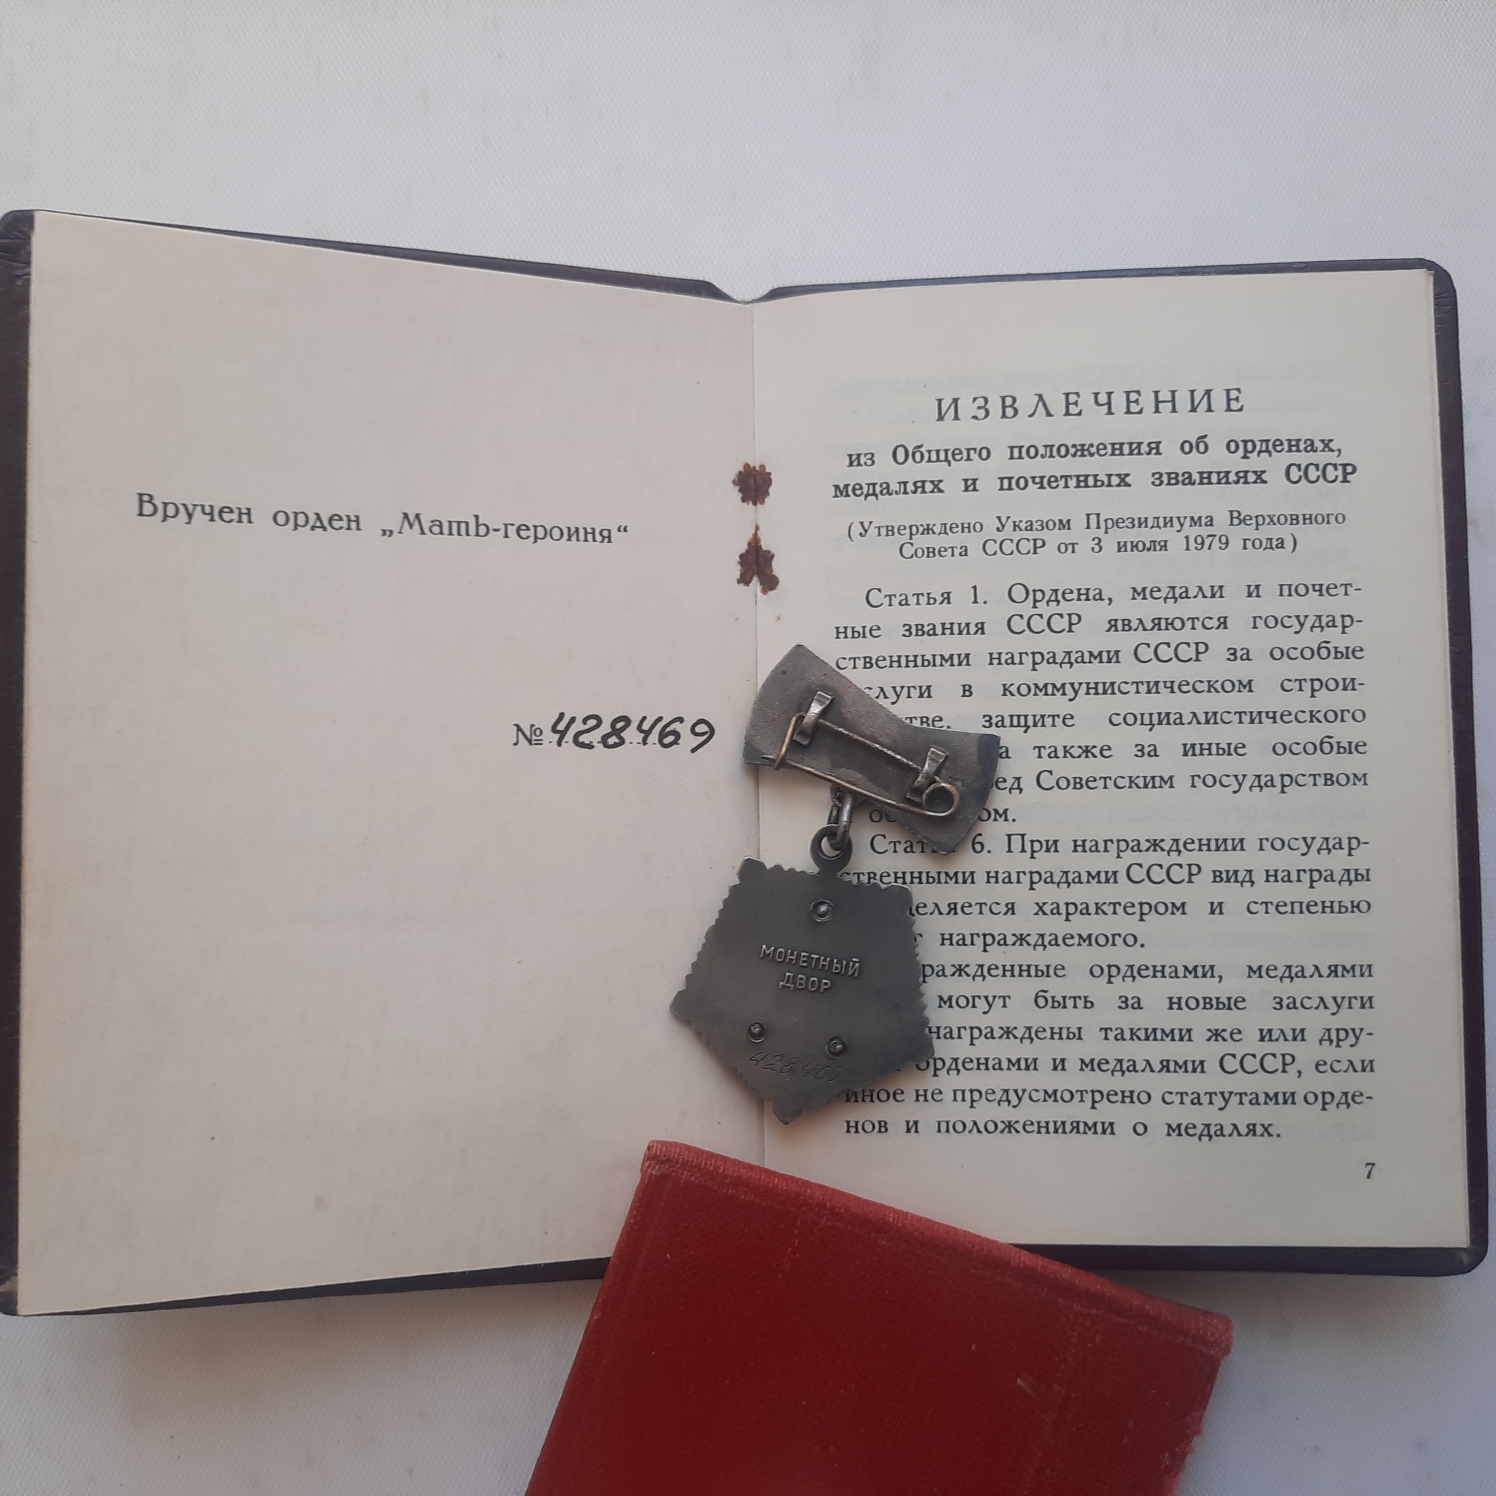 Вручен орден „Мать-героиня“
№ 428469
ИЗВЛЕЧЕНИЕ
из Общего положения об орденах,
медалях и почетных званиях СССР
(Утверждено Указом Президиума Верховного
Совета СССР от 3 июля 1979 года)
Статья 1. Ордена, медали и почет-
ные звания СССР являются государ-
ственными наградами СССР за особые
в коммунистическом строи-
защите социалистического
а также за иные особые
Советским государством
Статья 6. При награждении государ-
ственными наградами СССР вид награды
характером и степенью
награждаемого.
орденами, медалями
могут быть за новые заслуги
награждены такими же или дру-
орденами и медалями СССР, если
иное не предусмотрено статутами орде-
нов и положениями о медалях.
7
МОНЕТНЫЙ
ДВОР
428469